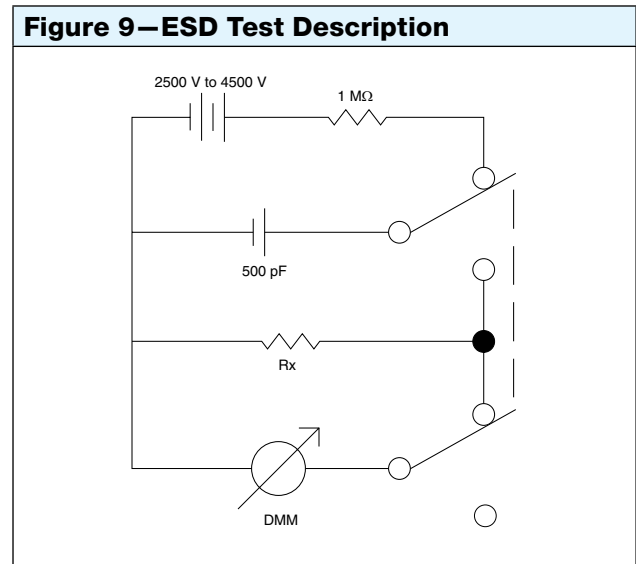 Figure 9—ESD Test Description
2500 V to 4500 V
1 MΩ
500 pF
Rx
DMM